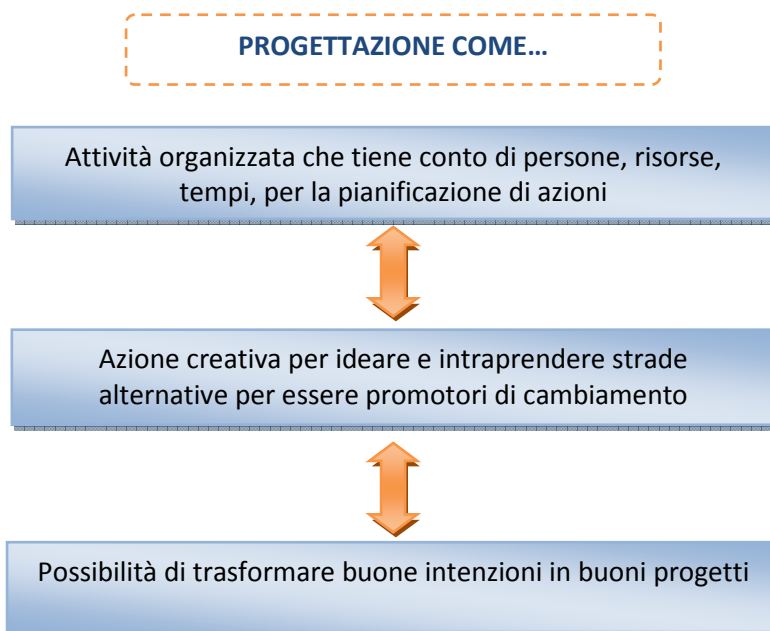 PROGETTAZIONE COME…
Attività organizzata che tiene conto di persone, risorse,
tempi, per la pianificazione di azioni
Azione creativa per ideare e intraprendere strade
alternative per essere promotori di cambiamento
Possibilità di trasformare buone intenzioni in buoni progetti